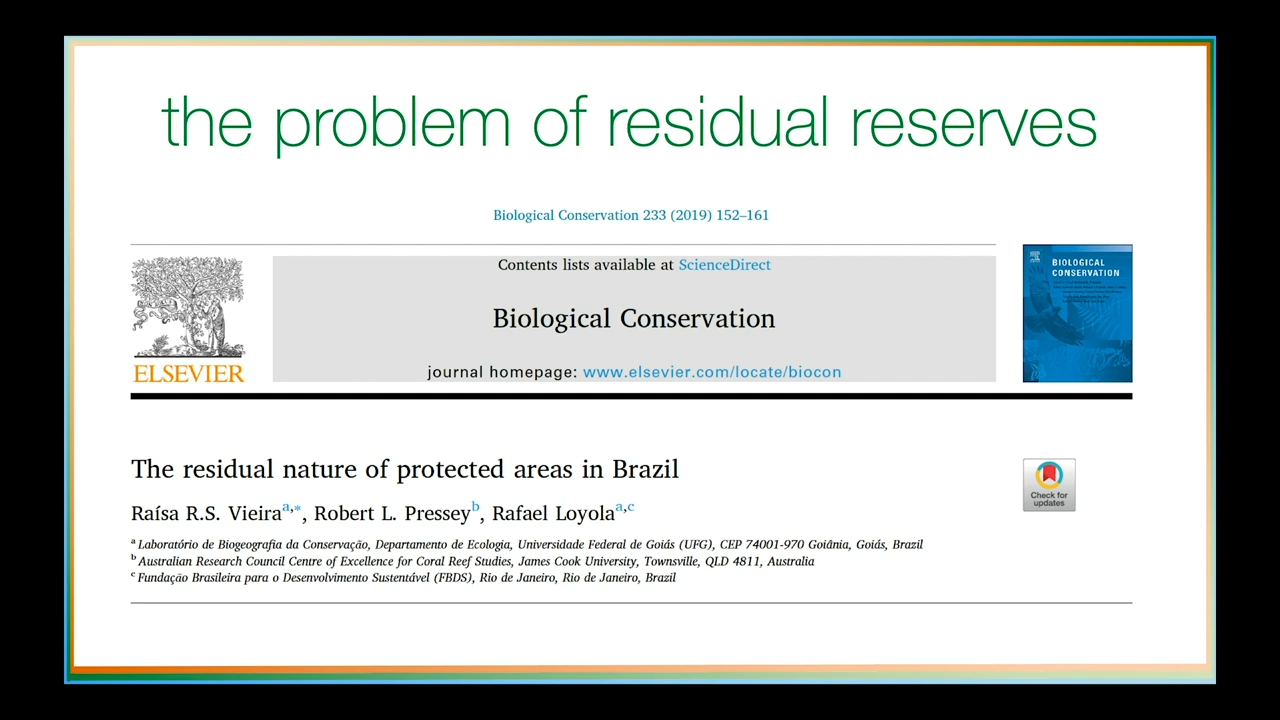 the problem of residual reserves
Biological Conservation 233 (2019) 152–161
Contents lists available at ScienceDirect
Biological Conservation
journal homepage: www.elsevier.com/locate/biocon
ELSEVIER
BIOLOGICAL
CONSERVATION
The residual nature of protected areas in Brazil
Raísa R.S. Vieiraa,*, Robert L. Presseyb, Rafael Loyolaa,c
Check for
updates
a Laboratório de Biogeografia da Conservação, Departamento de Ecologia, Universidade Federal de Goiás (UFG), CEP 74001-970 Goiânia, Goiás, Brazil
b Australian Research Council Centre of Excellence for Coral Reef Studies, James Cook University, Townsville, QLD 4811, Australia
c Fundação Brasileira para o Desenvolvimento Sustentável (FBDS), Rio de Janeiro, Rio de Janeiro, Brazil